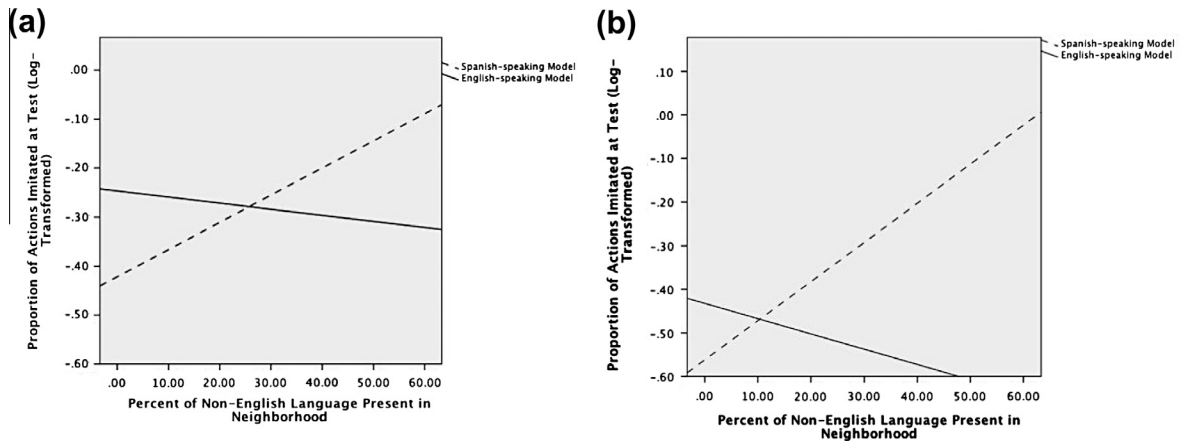 (a)
Proportion of Actions Imitated at Test (Log-
Transformed)
.00
-.10
-.20
-.30
-.40
-.50
-.60
.00 10.00 20.00 30.00 40.00 50.00 60.00
Percent of Non-English Language Present in
Neighborhood
Spanish-speaking Model
English-speaking Model
(b)
Proportion of Actions Imitated at Test (Log-
Transformed)
.10
.00
-.10
-.20
-.30
-.40
-.50
-.60
.00 10.00 20.00 30.00 40.00 50.00 60.00
Percent of Non-English Language Present in
Neighborhood
Spanish-speaking Model
English-speaking Model